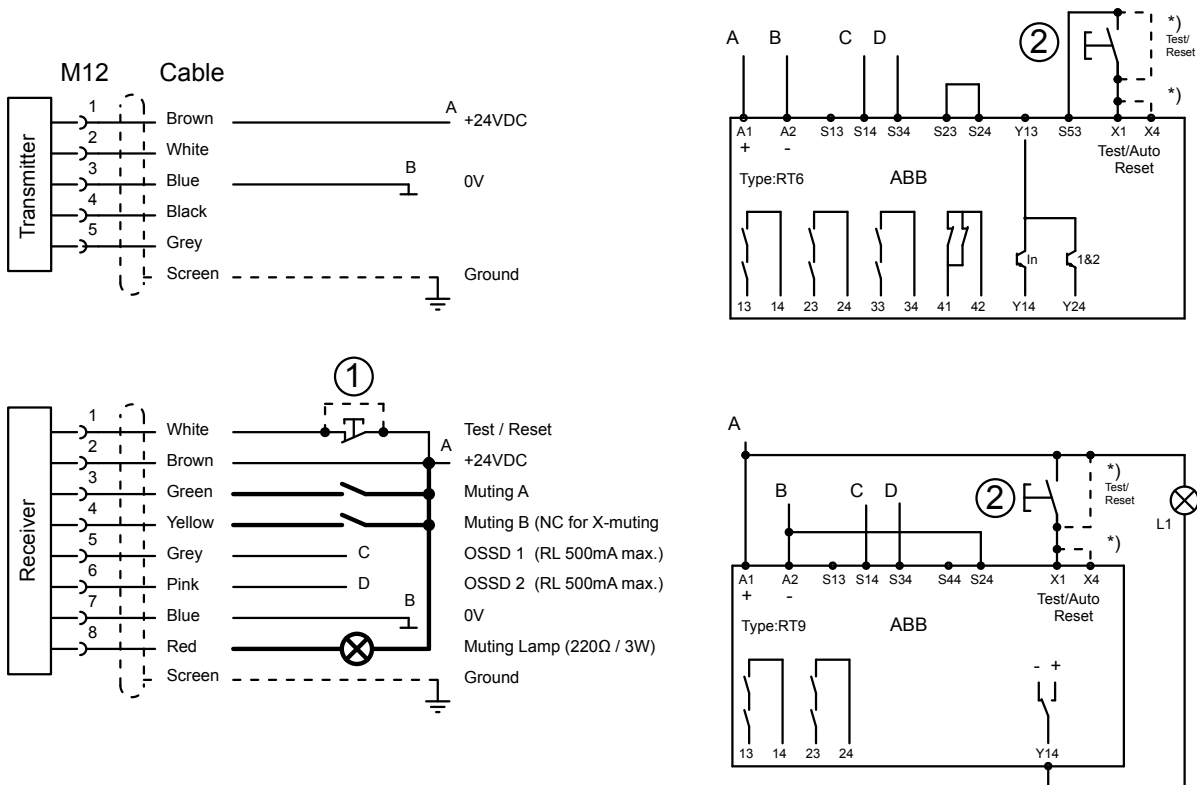 M12 Cable
Transmitter
1 Brown A +24VDC
2 White
3 Blue B 0V
4 Black
5 Grey
Screen Ground
Receiver
1
1 White Test / Reset
2 Brown A +24VDC
3 Green Muting A
4 Yellow Muting B (NC for X-muting
5 Grey C OSSD 1 (RL 500mA max.)
6 Pink D OSSD 2 (RL 500mA max.)
7 Blue B 0V
8 Red Muting Lamp (220Ω / 3W)
Screen Ground
A B C D 2 *)
Test/
Reset
*)
A1 A2 S13 S14 S34 S23 S24 Y13 S53 X1 X4
+ -
Test/Auto
Reset
Type:RT6 ABB
In 1&2
13 14 23 24 33 34 41 42 Y14 Y24
A
B C D 2 *)
Test/
Reset
L1
*)
A1 A2 S13 S14 S34 S44 S24 X1 X4
+ -
Test/Auto
Reset
Type:RT9 ABB
- +
13 14 23 24 Y14